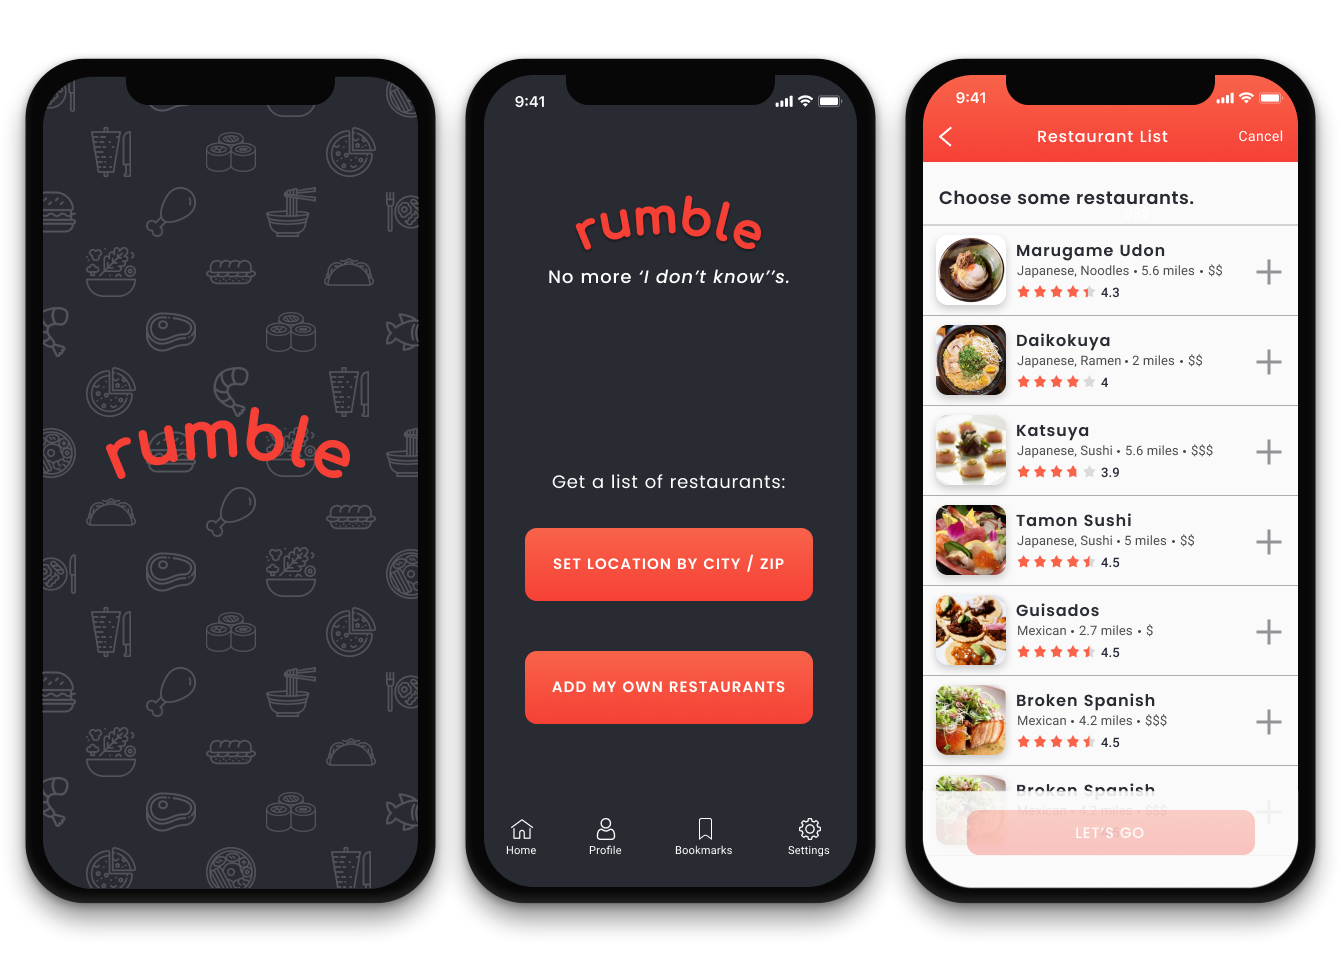 rumble
9:41
rumble
No more ‘I don’t know’’s.
Get a list of restaurants:
SET LOCATION BY CITY / ZIP
ADD MY OWN RESTAURANTS
Home
Profile
Bookmarks
Settings
9:41
Restaurant List
Cancel
Choose some restaurants.
Marugame Udon
Japanese, Noodles • 5.6 miles • $$
4.3
Daikokuya
Japanese, Ramen • 2 miles • $$
4
Katsuya
Japanese, Sushi • 5.6 miles • $$$
3.9
Tamon Sushi
Japanese, Sushi • 5 miles • $$
4.5
Guisados
Mexican • 2.7 miles • $
4.5
Broken Spanish
Mexican • 4.2 miles • $$$
4.5
Broken Spanish
Mexican • 4.2 miles • $$$
LET’S GO